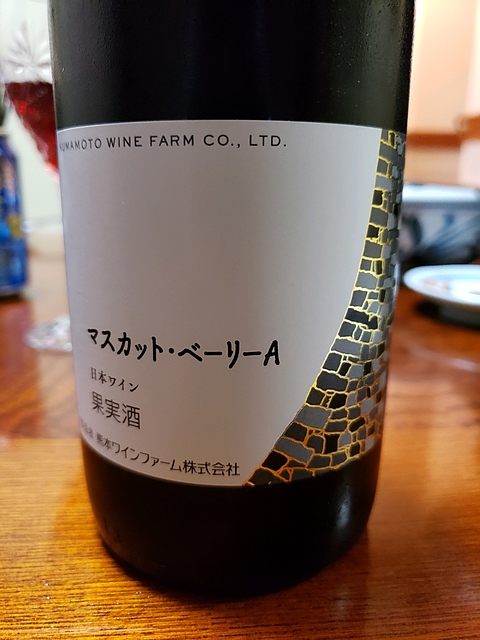 KUMAMOTO WINE FARM CO., LTD.
マスカット・ベーリーA
日本ワイン
果実酒
熊本ワインファーム株式会社